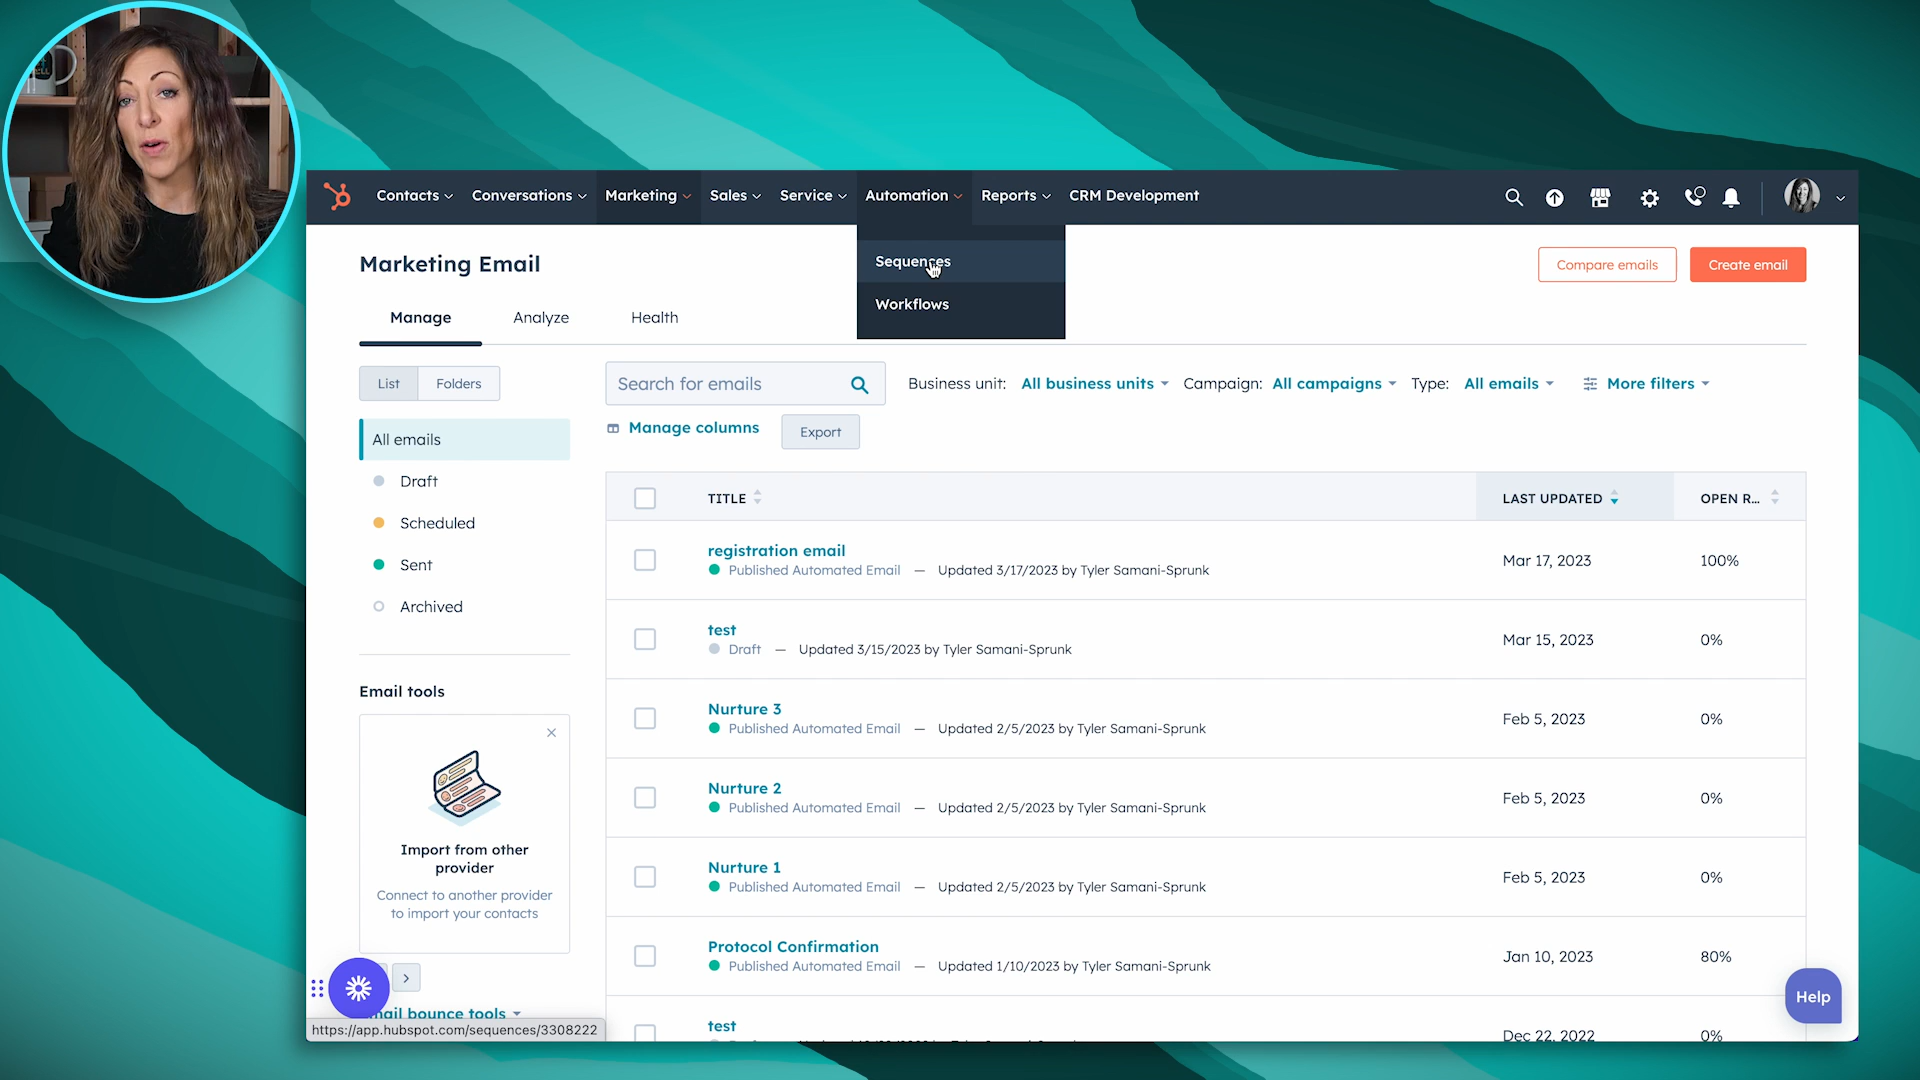 Contacts
Conversations
Marketing
Sales
Service
Automation
Reports
CRM Development
Sequences
Workflows
Marketing Email
Compare emails
Create email
Manage
Analyze
Health
List
Folders
Search for emails
Business unit: All business units
Campaign: All campaigns
Type: All emails
More filters
Manage columns
Export
All emails
Draft
Scheduled
Sent
Archived
Email tools
Import from other
provider
Connect to another provider
to import your contacts
TITLE
LAST UPDATED
OPEN R...
registration email
Published Automated Email — Updated 3/17/2023 by Tyler Samani-Sprunk
Mar 17, 2023
100%
test
Draft — Updated 3/15/2023 by Tyler Samani-Sprunk
Mar 15, 2023
0%
Nurture 3
Published Automated Email — Updated 2/5/2023 by Tyler Samani-Sprunk
Feb 5, 2023
0%
Nurture 2
Published Automated Email — Updated 2/5/2023 by Tyler Samani-Sprunk
Feb 5, 2023
0%
Nurture 1
Published Automated Email — Updated 2/5/2023 by Tyler Samani-Sprunk
Feb 5, 2023
0%
Protocol Confirmation
Published Automated Email — Updated 1/10/2023 by Tyler Samani-Sprunk
Jan 10, 2023
80%
test
Dec 22, 2022
0%
bounce tools
https://app.hubspot.com/sequences/3308222
Help